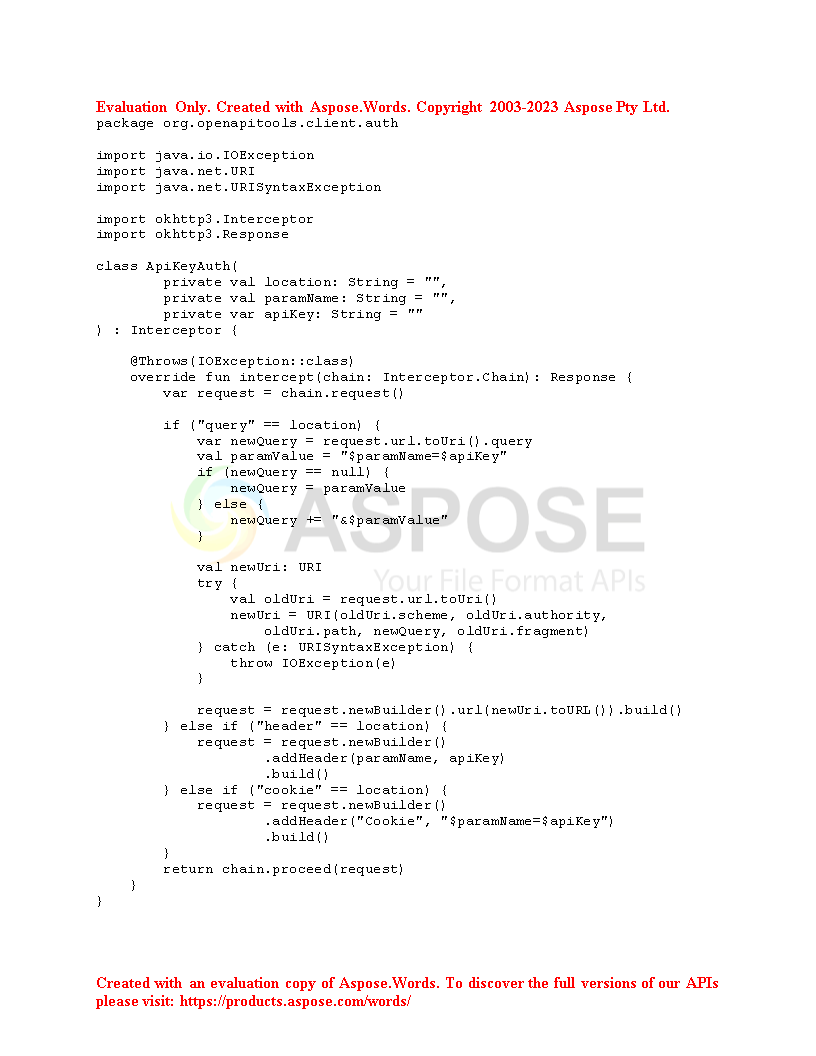 Evaluation Only. Created with Aspose.Words. Copyright 2003-2023 Aspose Pty Ltd.
package org.openapitools.client.auth

import java.io.IOException
import java.net.URI
import java.net.URISyntaxException

import okhttp3.Interceptor
import okhttp3.Response

class ApiKeyAuth(
        private val location: String = "",
        private val paramName: String = "",
        private var apiKey: String = ""
) : Interceptor {

    @Throws(IOException::class)
    override fun intercept(chain: Interceptor.Chain): Response {
        var request = chain.request()

        if ("query" == location) {
            var newQuery = request.url.toUri().query
            val paramValue = "$paramName=$apiKey"
            if (newQuery == null) {
                newQuery = paramValue
            } else {
                newQuery += "&$paramValue"
            }
ASPOSE
Your File Format APIs

            val newUri: URI
            try {
                val oldUri = request.url.toUri()
                newUri = URI(oldUri.scheme, oldUri.authority,
                    oldUri.path, newQuery, oldUri.fragment)
            } catch (e: URISyntaxException) {
                throw IOException(e)
            }

            request = request.newBuilder().url(newUri.toURL()).build()
        } else if ("header" == location) {
            request = request.newBuilder()
                    .addHeader(paramName, apiKey)
                    .build()
        } else if ("cookie" == location) {
            request = request.newBuilder()
                    .addHeader("Cookie", "$paramName=$apiKey")
                    .build()
        }
        return chain.proceed(request)
    }
}

Created with an evaluation copy of Aspose.Words. To discover the full versions of our APIs
please visit: https://products.aspose.com/words/